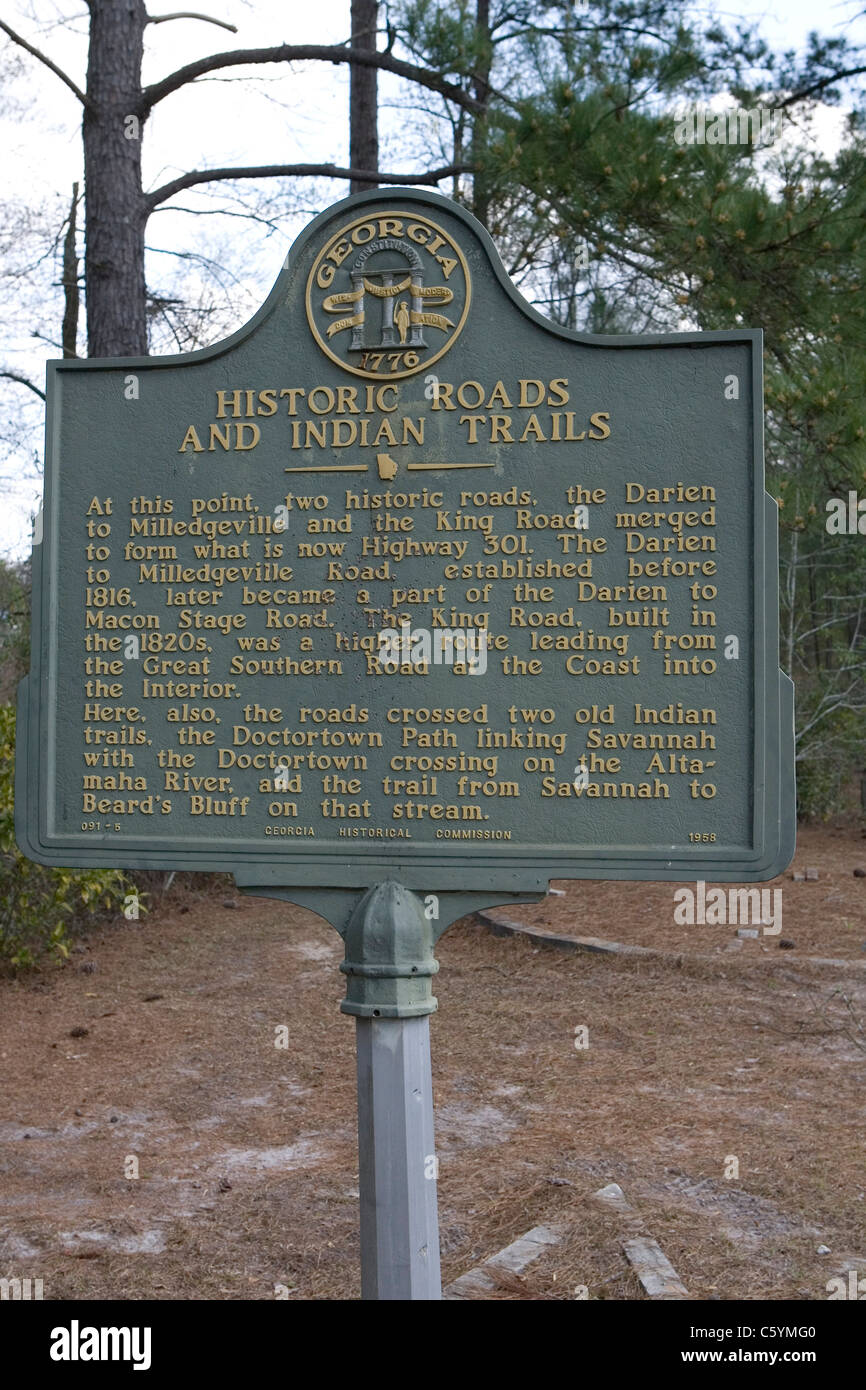 GEORGIA
CONSTITUTION
WISDOM JUSTICE MODERATION
1776
HISTORIC ROADS
AND INDIAN TRAILS
At this point, two historic roads, the Darien
to Milledgeville and the King Road, merged
to form what is now Highway 301. The Darien
to Milledgeville Road, established before
1816, later became a part of the Darien to
Macon Stage Road. The King Road, built in
the 1820s, was a higher route leading from
the Great Southern Road at the Coast into
the Interior.
Here, also, the roads crossed two old Indian
trails, the Doctortown Path linking Savannah
with the Doctortown crossing on the Alta-
maha River, and the trail from Savannah to
Beard's Bluff on that stream.
091-5 GEORGIA HISTORICAL COMMISSION 1958
alamy
Image ID: C5YMG0
www.alamy.com